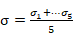 σ = (σ₁ + ⋯σ₅)/5